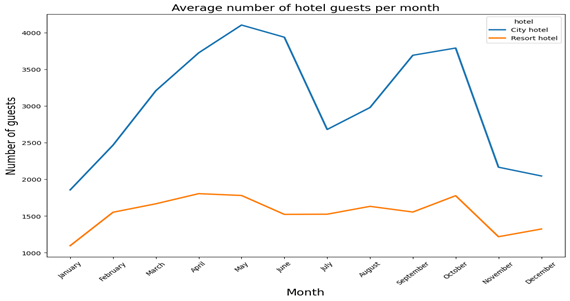 Average number of hotel guests per month
hotel
City hotel
Resort hotel
Number of guests
4000
3500
3000
2500
2000
1500
1000
January
February
March
April
May
June
July
August
September
October
November
December
Month